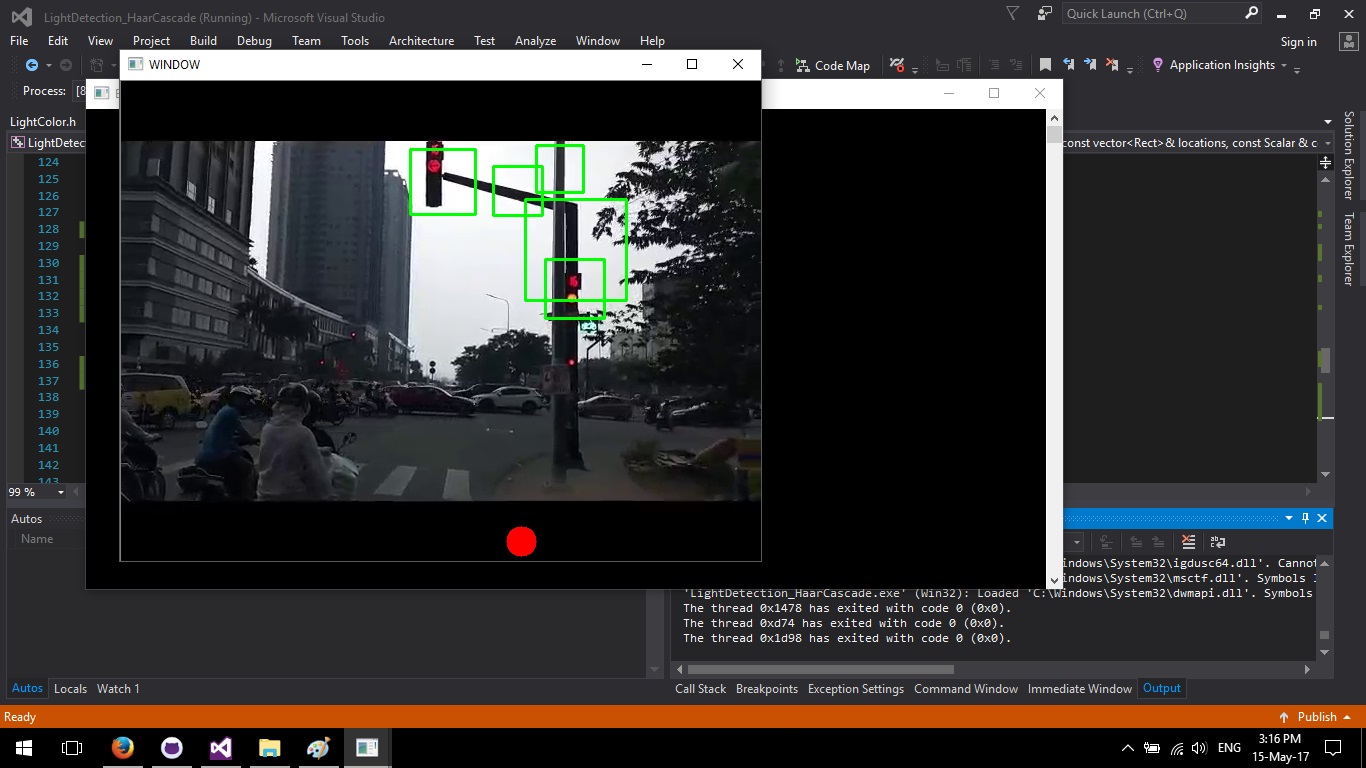 LightDetection_HaarCascade (Running) - Microsoft Visual Studio
Quick Launch (Ctrl+Q)
File Edit View Project Build Debug Team Tools Architecture Test Analyze Window Help
Sign in
WINDOW
Code Map
Application Insights
Process: [8
LightColor.h
LightDetec
const vector<Rect>& locations, const Scalar & c
Solution Explorer
Team Explorer
124
125
126
127
128
129
130
131
132
133
134
135
136
137
138
139
140
141
142
143
99 %
Autos
Name
indows\System32\igdusc64.dll'. Cannot
indows\System32\msctf.dll'. Symbols
'LightDetection_HaarCascade.exe' (Win32): Loaded 'C:\Windows\System32\dwmapi.dll'. Symbols
The thread 0x1478 has exited with code 0 (0x0).
The thread 0xd74 has exited with code 0 (0x0).
The thread 0x1d98 has exited with code 0 (0x0).
Autos Locals Watch 1
Call Stack Breakpoints Exception Settings Command Window Immediate Window Output
Ready
Publish
ENG
3:16 PM
15-May-17